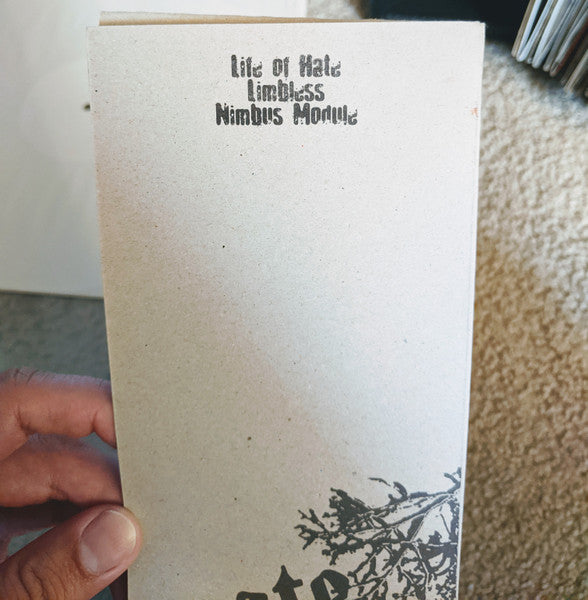 Life of Hate
Limbless
Nimbus Module